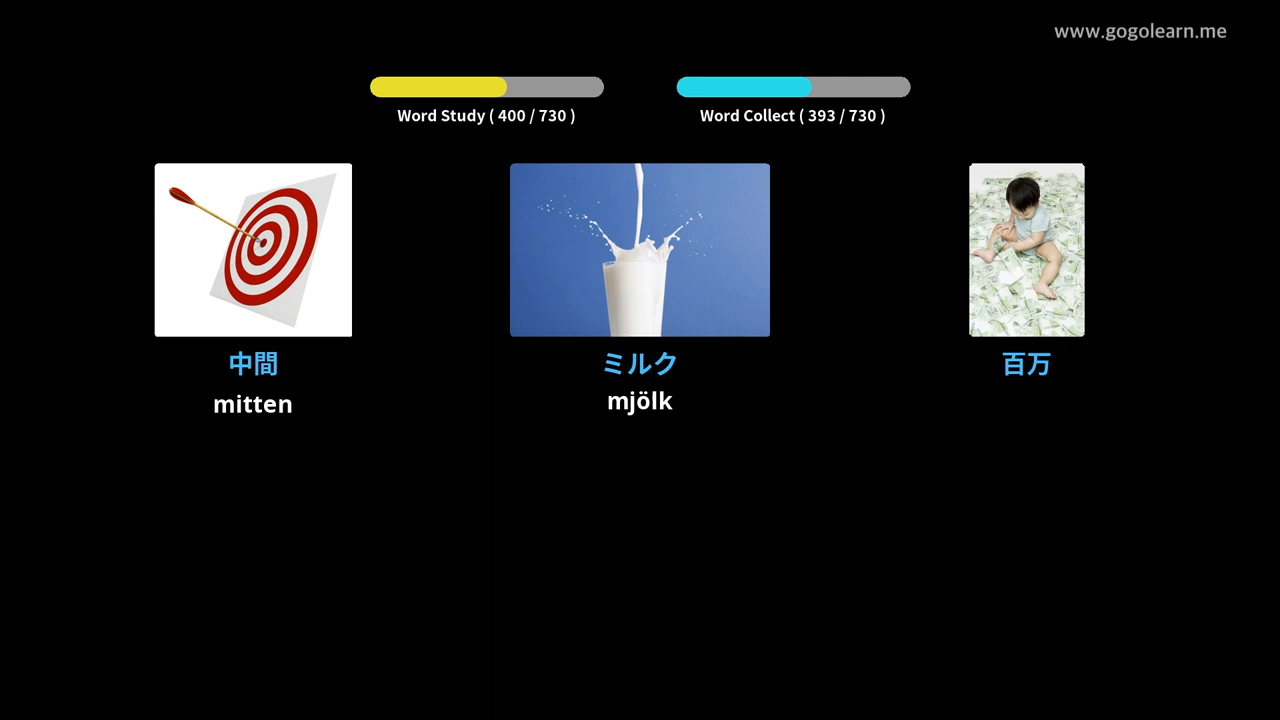 www.gogolearn.me
Word Study ( 400 / 730 )
Word Collect ( 393 / 730 )
中間
ミルク
百万
mitten
mjölk